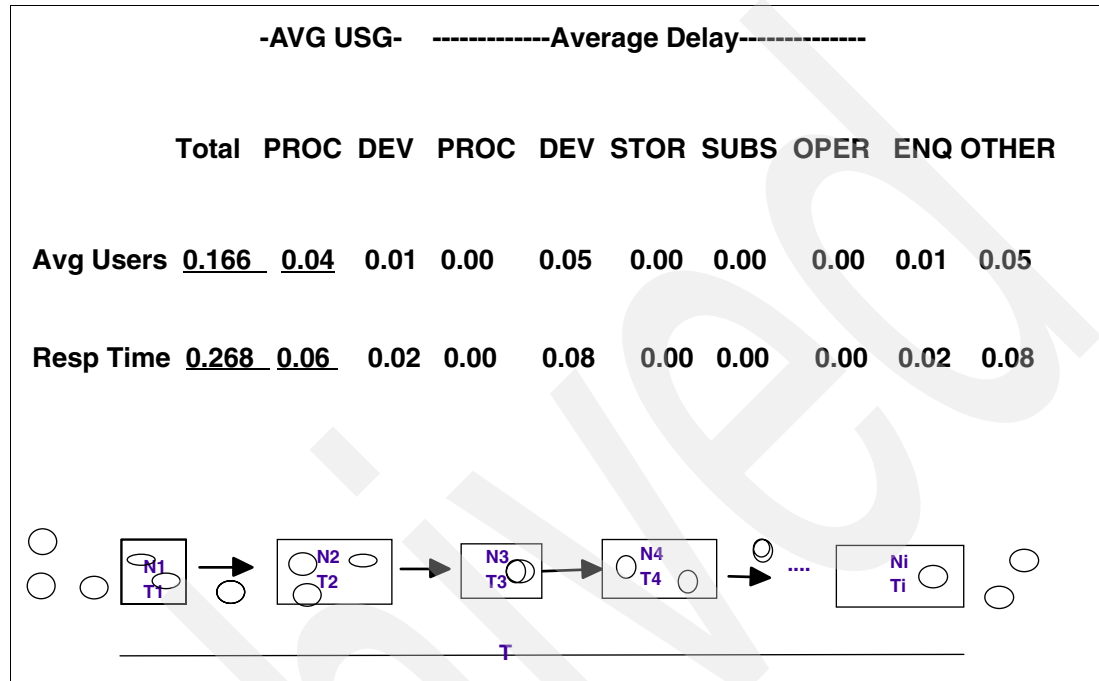 -AVG USG- -------------Average Delay--------------
Total PROC DEV PROC DEV STOR SUBS OPER ENQ OTHER
Avg Users 0.166 0.04 0.01 0.00 0.05 0.00 0.00 0.00 0.01 0.05
Resp Time 0.268 0.06 0.02 0.00 0.08 0.00 0.00 0.00 0.02 0.08
N1 N2 N3 N4 .... Ni
T1 T2 T3 T4 Ti
T